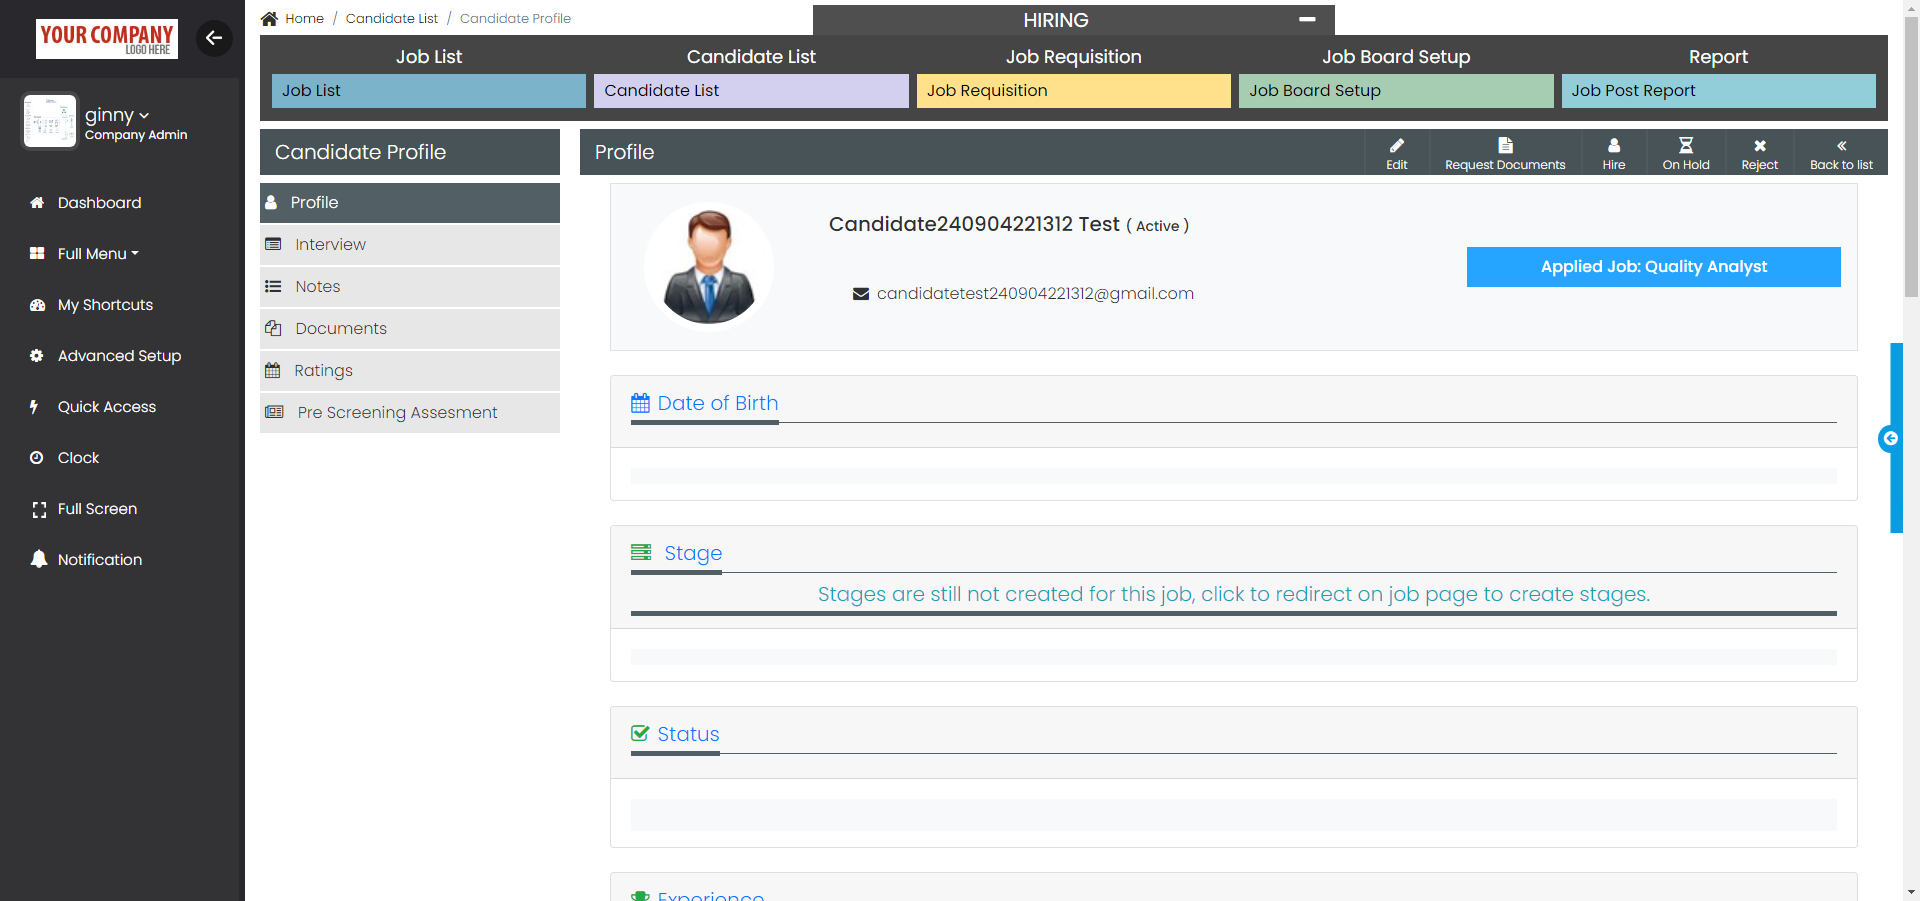 YOUR COMPANY
LOGO HERE
ginny
Company Admin
Dashboard
Full Menu
My Shortcuts
Advanced Setup
Quick Access
Clock
Full Screen
Notification
Home / Candidate List / Candidate Profile
HIRING
Job List
Candidate List
Job Requisition
Job Board Setup
Report
Job List
Candidate List
Job Requisition
Job Board Setup
Job Post Report
Candidate Profile
Profile
Interview
Notes
Documents
Ratings
Pre Screening Assesment
Profile
Edit
Request Documents
Hire
On Hold
Reject
Back to list
Candidate240904221312 Test ( Active )
candidatetest240904221312@gmail.com
Applied Job: Quality Analyst
Date of Birth
Stage
Stages are still not created for this job, click to redirect on job page to create stages.
Status
Experience